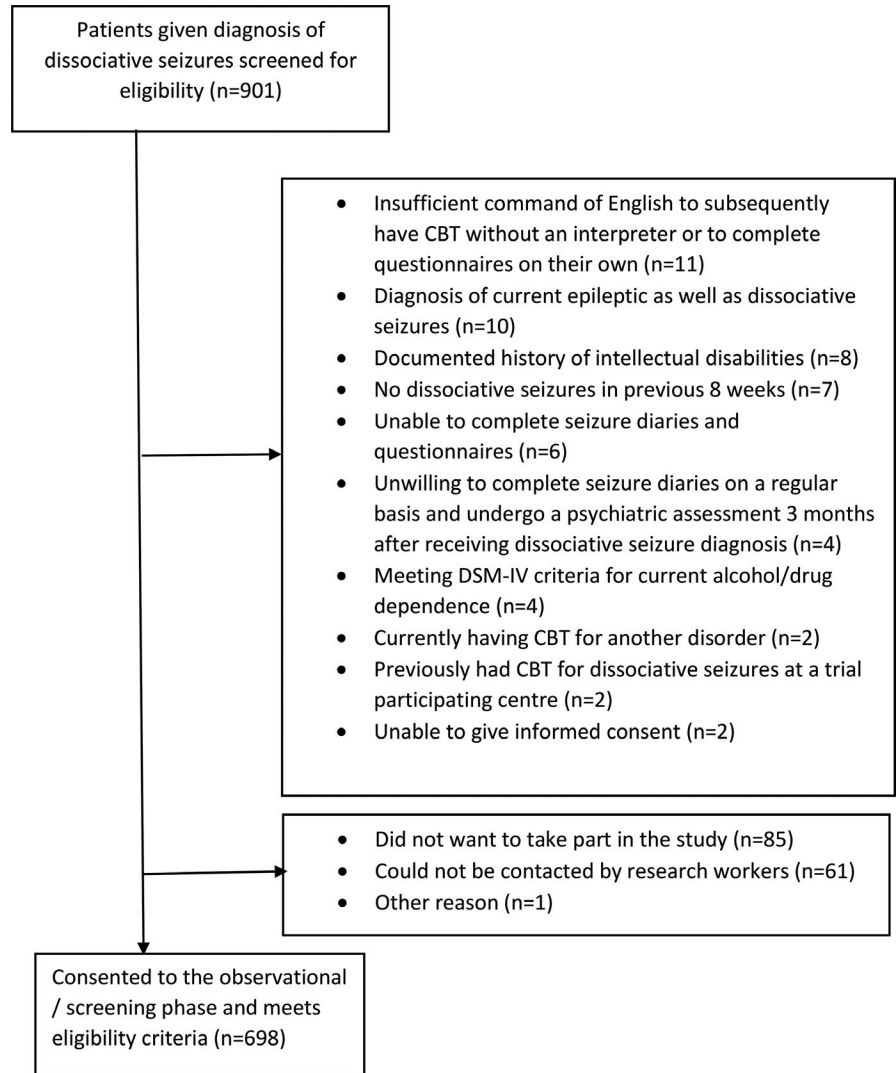 Patients given diagnosis of
dissociative seizures screened for
eligibility (n=901)
• Insufficient command of English to subsequently
have CBT without an interpreter or to complete
questionnaires on their own (n=11)
• Diagnosis of current epileptic as well as dissociative
seizures (n=10)
• Documented history of intellectual disabilities (n=8)
• No dissociative seizures in previous 8 weeks (n=7)
• Unable to complete seizure diaries and
questionnaires (n=6)
• Unwilling to complete seizure diaries on a regular
basis and undergo a psychiatric assessment 3 months
after receiving dissociative seizure diagnosis (n=4)
• Meeting DSM-IV criteria for current alcohol/drug
dependence (n=4)
• Currently having CBT for another disorder (n=2)
• Previously had CBT for dissociative seizures at a trial
participating centre (n=2)
• Unable to give informed consent (n=2)
• Did not want to take part in the study (n=85)
• Could not be contacted by research workers (n=61)
• Other reason (n=1)
Consented to the observational
/ screening phase and meets
eligibility criteria (n=698)